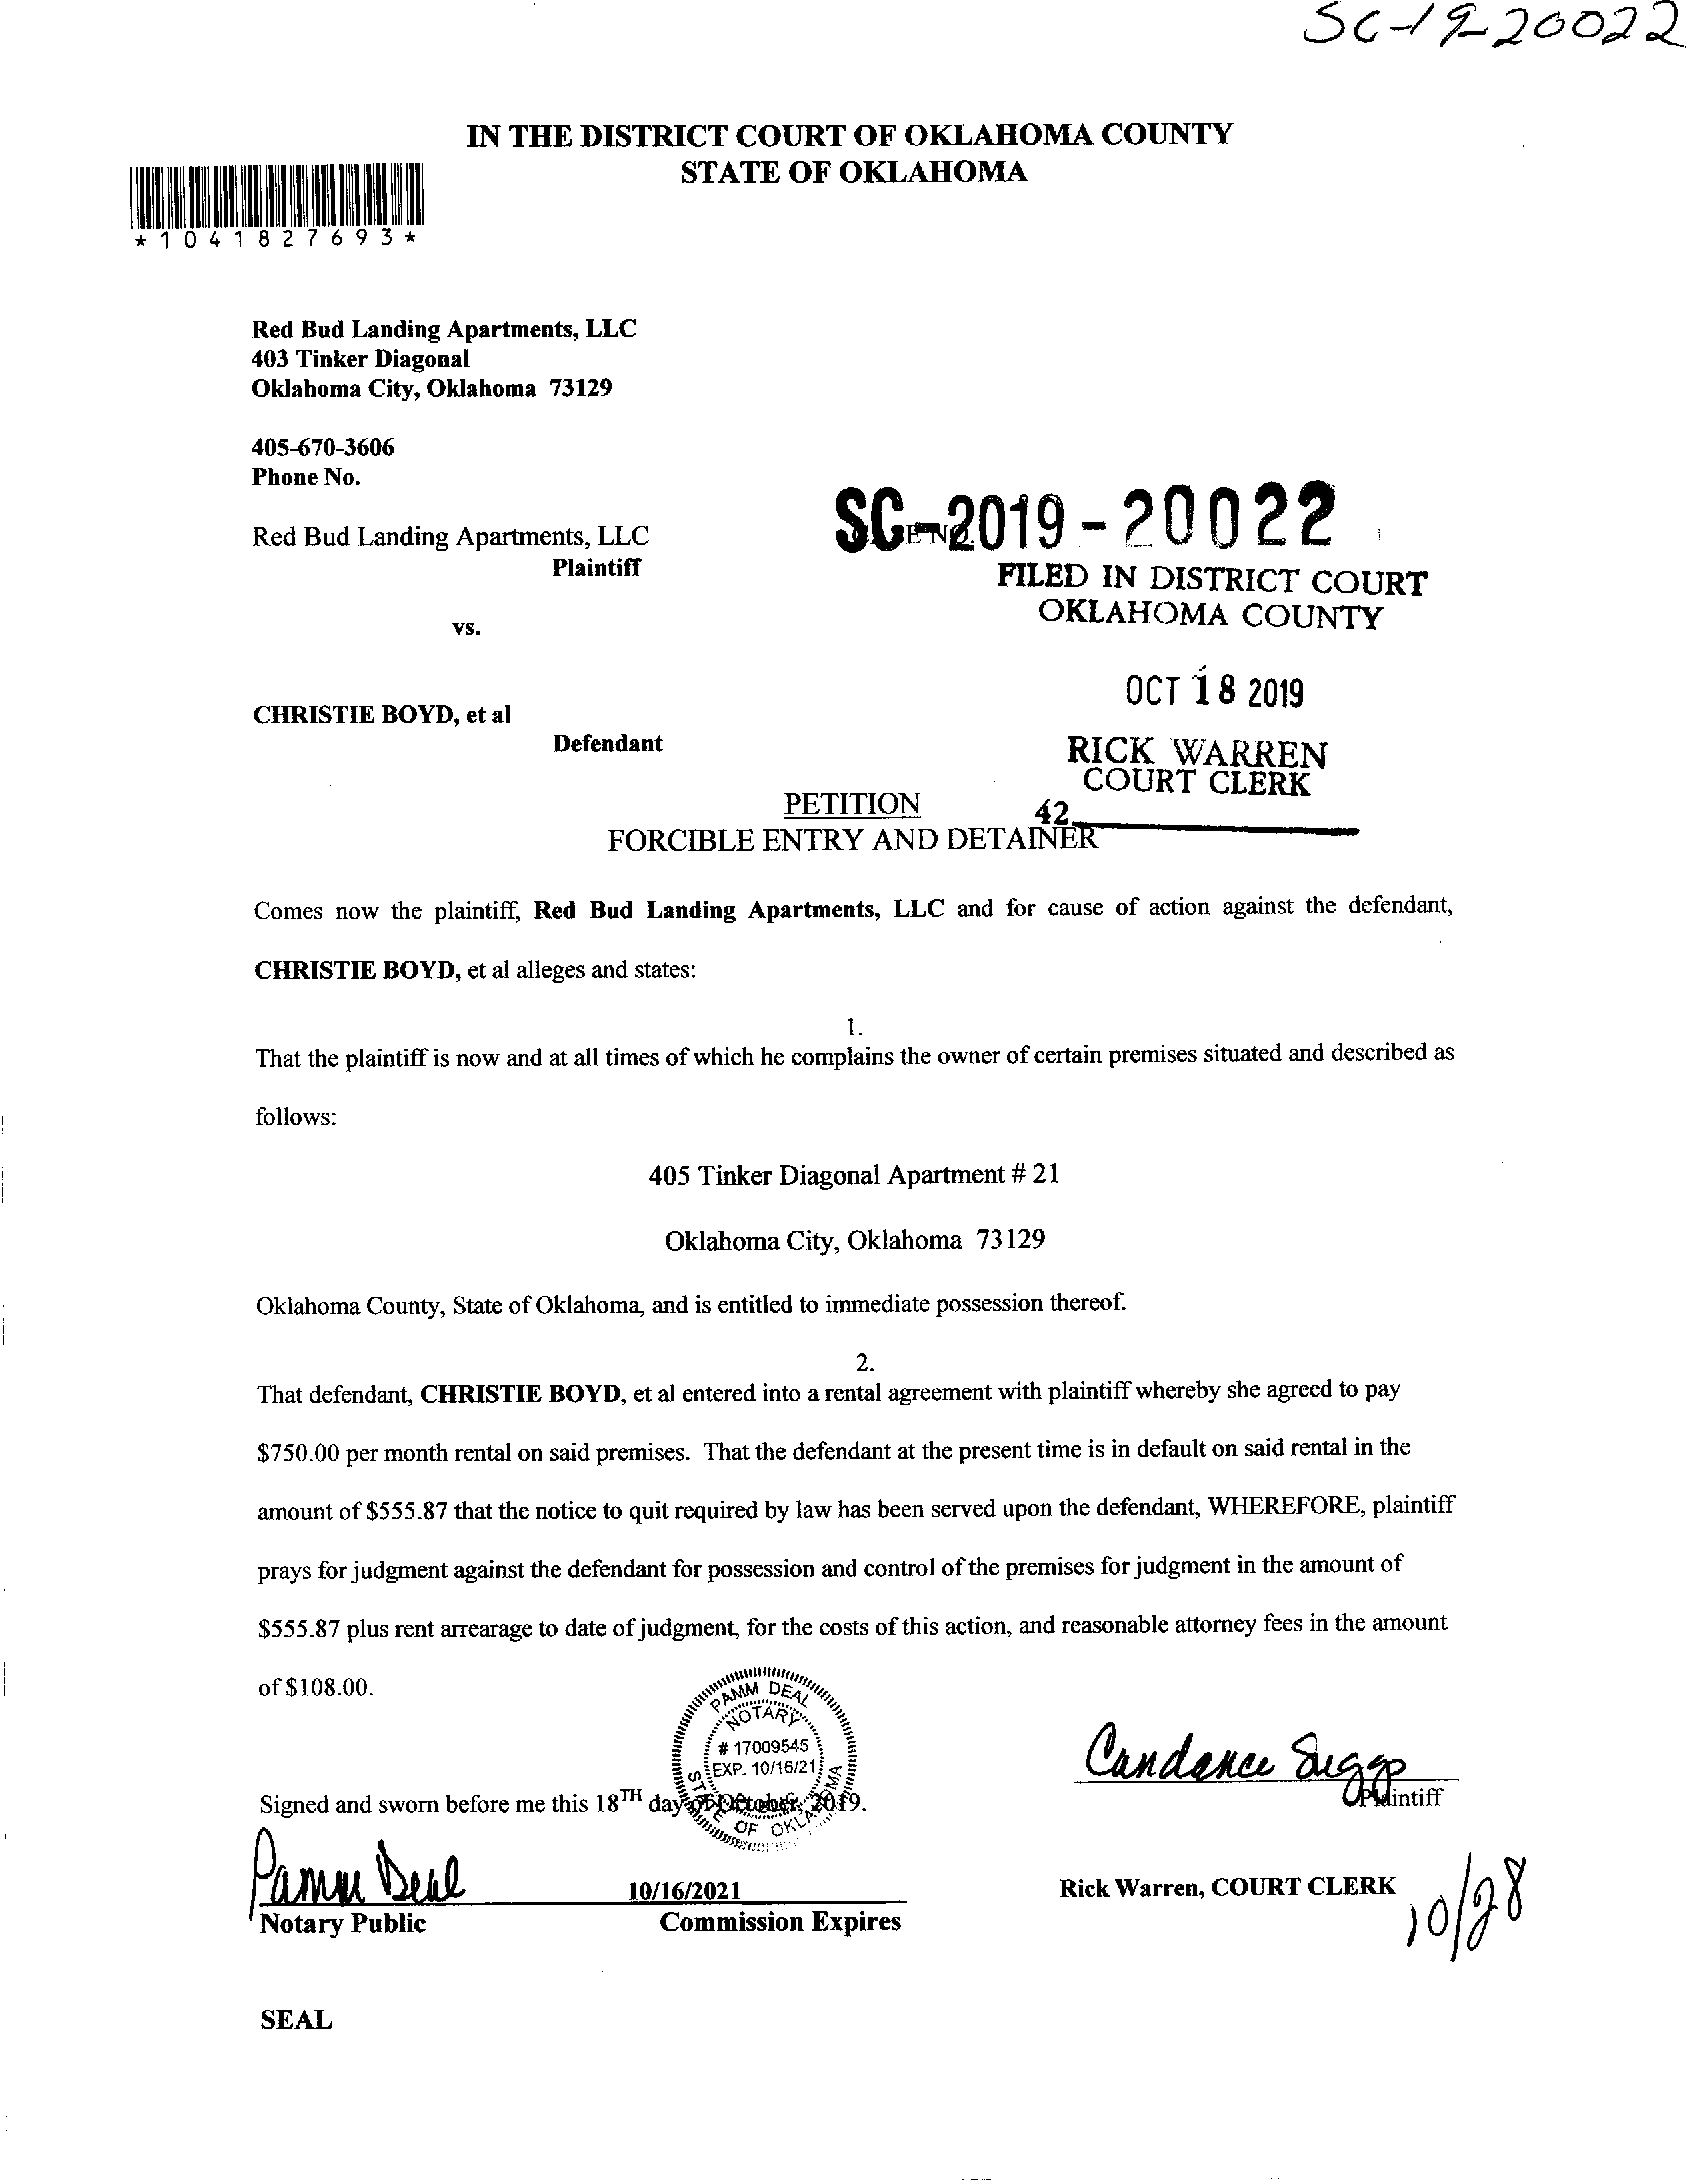 SC-19-20022
IN THE DISTRICT COURT OF OKLAHOMA COUNTY
STATE OF OKLAHOMA
*1041827693*
Red Bud Landing Apartments, LLC
403 Tinker Diagonal
Oklahoma City, Oklahoma 73129
405-670-3606
Phone No.
Red Bud Landing Apartments, LLC
Plaintiff
SC-2019-20022
FILED IN DISTRICT COURT
OKLAHOMA COUNTY
vs.
OCT 18 2019
CHRISTIE BOYD, et al
Defendant
RICK WARREN
COURT CLERK
42
PETITION
FORCIBLE ENTRY AND DETAINER
Comes now the plaintiff, Red Bud Landing Apartments, LLC and for cause of action against the defendant,
CHRISTIE BOYD, et al alleges and states:
1.
That the plaintiff is now and at all times of which he complains the owner of certain premises situated and described as
follows:
405 Tinker Diagonal Apartment # 21
Oklahoma City, Oklahoma 73129
Oklahoma County, State of Oklahoma, and is entitled to immediate possession thereof.
2.
That defendant, CHRISTIE BOYD, et al entered into a rental agreement with plaintiff whereby she agreed to pay
$750.00 per month rental on said premises. That the defendant at the present time is in default on said rental in the
amount of $555.87 that the notice to quit required by law has been served upon the defendant, WHEREFORE, plaintiff
prays for judgment against the defendant for possession and control of the premises for judgment in the amount of
$555.87 plus rent arrearage to date of judgment, for the costs of this action, and reasonable attorney fees in the amount
of $108.00.
PAMM DEAL
NOTARY
# 17009545
EXP. 10/16/21
STATE OF OKLAHOMA
Candance Suggs
Plaintiff
Signed and sworn before me this 18TH day of October, 2019.
Pamm Deal
Notary Public
10/16/2021
Commission Expires
Rick Warren, COURT CLERK
10/28
SEAL